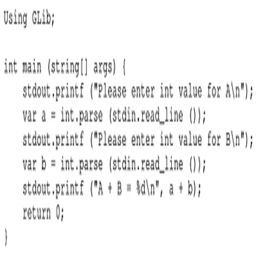 Using GLib;

int main (string[] args) {
    stdout.printf ("Please enter int value for A\n");
    var a = int.parse (stdin.read_line ());
    stdout.printf ("Please enter int value for B\n");
    var b = int.parse (stdin.read_line ());
    stdout.printf ("A + B = %d\n", a + b);
    return 0;
}